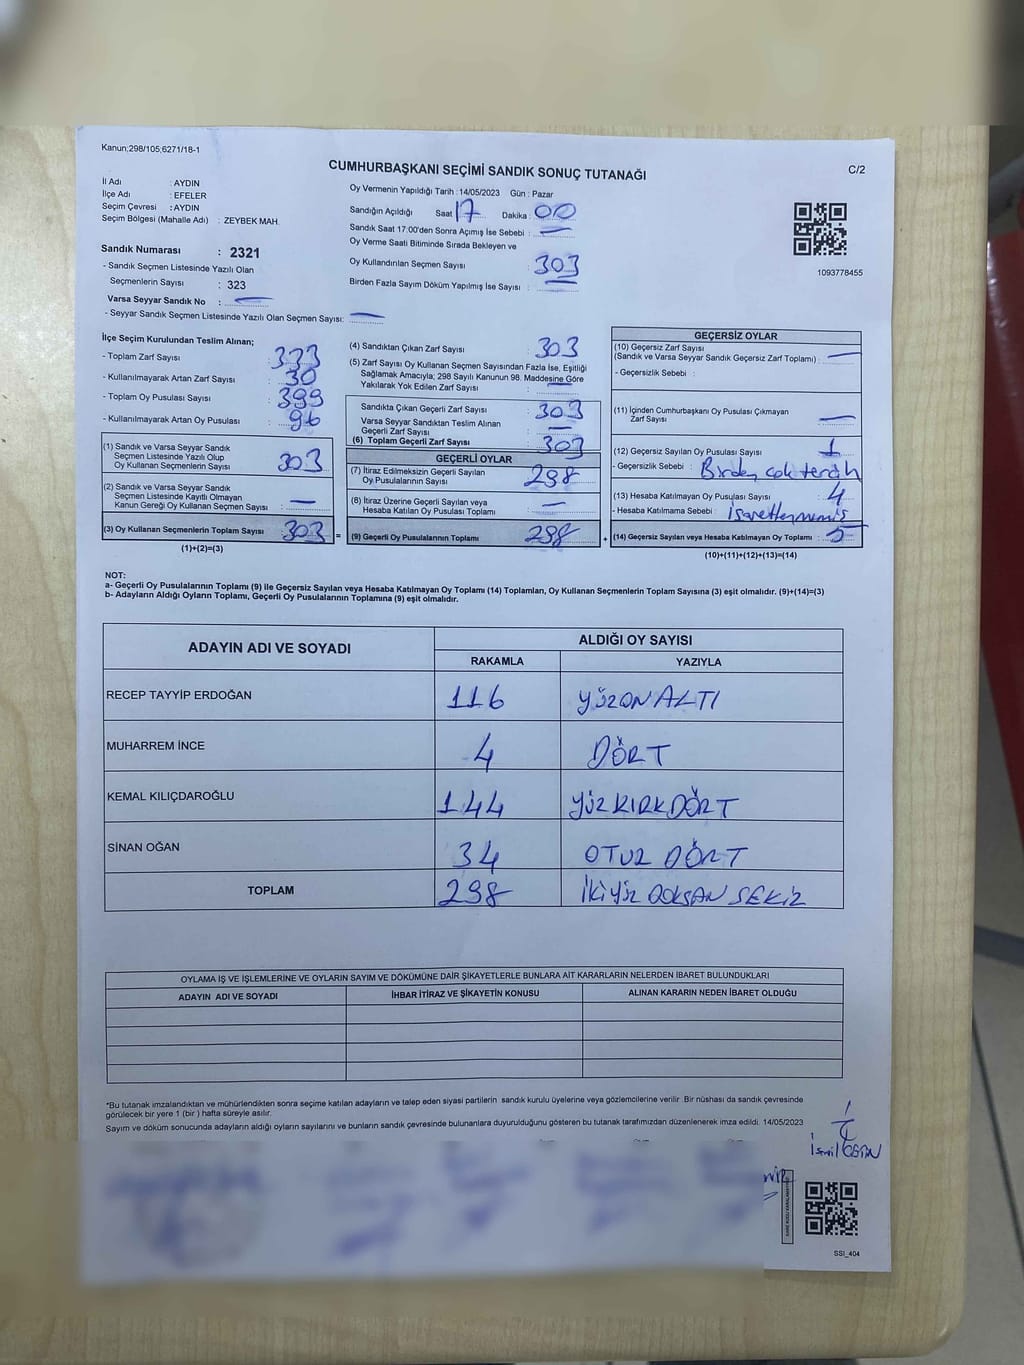 Kanun;298/105,6271/18-1
CUMHURBAŞKANI SEÇİMİ SANDIK SONUÇ TUTANAĞI
C/2
İl Adı : AYDIN
İlçe Adı : EFELER
Seçim Çevresi : AYDIN
Seçim Bölgesi (Mahalle Adı) : ZEYBEK MAH.
Sandık Numarası : 2321
- Sandık Seçmen Listesinde Yazılı Olan
Seçmenlerin Sayısı : 323
Varsa Seyyar Sandık No :
- Seyyar Sandık Seçmen Listesinde Yazılı Olan Seçmen Sayısı:
Oy Vermenin Yapıldığı Tarih : 14/05/2023 Gün : Pazar
Sandığın Açıldığı Saat 17 Dakika : 00
Sandık Saat 17:00'den Sonra Açımış İse Sebebi :
Oy Verme Saati Bitiminde Sırada Bekleyen ve
Oy Kullandırılan Seçmen Sayısı : 303
Birden Fazla Sayım Döküm Yapılmış İse Sayısı :
1093778455
İlçe Seçim Kurulundan Teslim Alınan;
- Toplam Zarf Sayısı : 333
- Kullanılmayarak Artan Zarf Sayısı : 30
- Toplam Oy Pusulası Sayısı : 399
- Kullanılmayarak Artan Oy Pusulası : 96
(1) Sandık ve Varsa Seyyar Sandık
Seçmen Listesinde Yazılı Olup
Oy Kullanan Seçmenlerin Sayısı : 303
(2) Sandık ve Varsa Seyyar Sandık
Seçmen Listesinde Kayıtlı Olmayan
Kanun Gereği Oy Kullanan Seçmen Sayısı :
(3) Oy Kullanan Seçmenlerin Toplam Sayısı : 303 =
(1)+(2)=(3)
(4) Sandıktan Çıkan Zarf Sayısı : 303
(5) Zarf Sayısı Oy Kullanan Seçmen Sayısından Fazla İse, Eşitliği
Sağlamak Amacıyla; 298 Sayılı Kanunun 98. Maddesine Göre
Yakılarak Yok Edilen Zarf Sayısı :
Sandıkta Çıkan Geçerli Zarf Sayısı : 303
Varsa Seyyar Sandıktan Teslim Alınan
Geçerli Zarf Sayısı :
(6) Toplam Geçerli Zarf Sayısı : 303
GEÇERLİ OYLAR
(7) İtiraz Edilmeksizin Geçerli Sayılan
Oy Pusulalarının Sayısı : 298
(8) İtiraz Üzerine Geçerli Sayılan veya
Hesaba Katılan Oy Pusulası Toplamı :
(9) Geçerli Oy Pusulalarının Toplamı : 298 +
GEÇERSİZ OYLAR
(10) Geçersiz Zarf Sayısı
(Sandık ve Varsa Seyyar Sandık Geçersiz Zarf Toplamı) :
- Geçersizlik Sebebi :
(11) İçinden Cumhurbaşkanı Oy Pusulası Çıkmayan
Zarf Sayısı :
(12) Geçersiz Sayılan Oy Pusulası Sayısı : 1
- Geçersizlik Sebebi : Birden çok tercih
(13) Hesaba Katılmayan Oy Pusulası Sayısı : 4
- Hesaba Katılmama Sebebi : İşaretlenmemiş
(14) Geçersiz Sayılan veya Hesaba Katılmayan Oy Toplamı : 5
(10)+(11)+(12)+(13)=(14)
NOT:
a- Geçerli Oy Pusulalarının Toplamı (9) ile Geçersiz Sayılan veya Hesaba Katılmayan Oy Toplamı (14) Toplamları, Oy Kullanan Seçmenlerin Toplam Sayısına (3) eşit olmalıdır. (9)+(14)=(3)
b- Adayların Aldığı Oyların Toplamı, Geçerli Oy Pusulalarının Toplamına (9) eşit olmalıdır.
ADAYIN ADI VE SOYADI
ALDIĞI OY SAYISI
RAKAMLA YAZIYLA
RECEP TAYYİP ERDOĞAN 116 YÜZONALTI
MUHARREM İNCE 4 DÖRT
KEMAL KILIÇDAROĞLU 144 YÜZKIRKDÖRT
SİNAN OĞAN 34 OTUZ DÖRT
TOPLAM 298 İKİYÜZ DOKSAN SEKİZ
OYLAMA İŞ VE İŞLEMLERİNE VE OYLARIN SAYIM VE DÖKÜMÜNE DAİR ŞİKAYETLERLE BUNLARA AİT KARARLARIN NELERDEN İBARET BULUNDUKLARI
ADAYIN ADI VE SOYADI İHBAR İTİRAZ VE ŞİKAYETİN KONUSU ALINAN KARARIN NEDEN İBARET OLDUĞU
*Bu tutanak imzalandıktan ve mühürlendikten sonra seçime katılan adayların ve talep eden siyasi partilerin sandık kurulu üyelerine veya gözlemcilerine verilir. Bir nüshası da sandık çevresinde
görülecek bir yere 1 (bir ) hafta süreyle asılır.
Sayım ve döküm sonucunda adayların aldığı oyların sayılarını ve bunların sandık çevresinde bulunanlara duyurulduğunu gösteren bu tutanak tarafımızdan düzenlenerek imza edildi. 14/05/2023
SSI_404